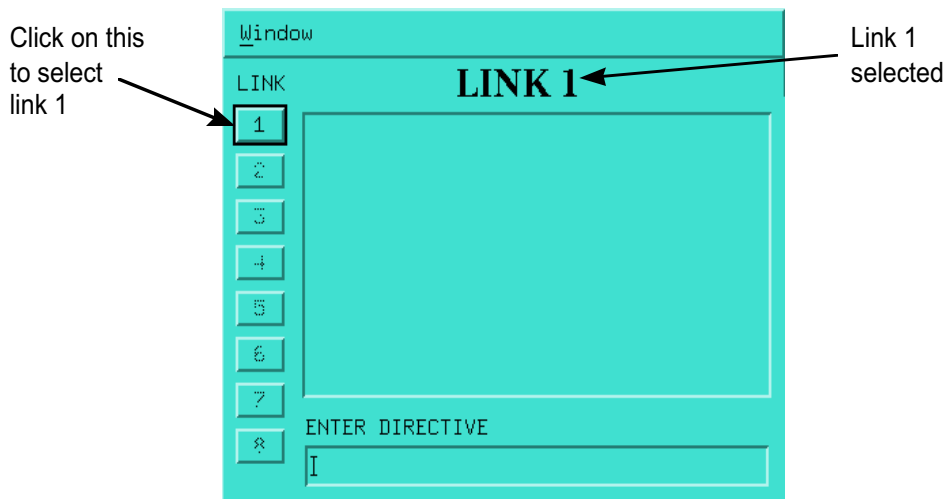 Click on this
to select
link 1
Window
LINK
LINK 1
Link 1
selected
1
2
3
4
5
6
7
8
ENTER DIRECTIVE